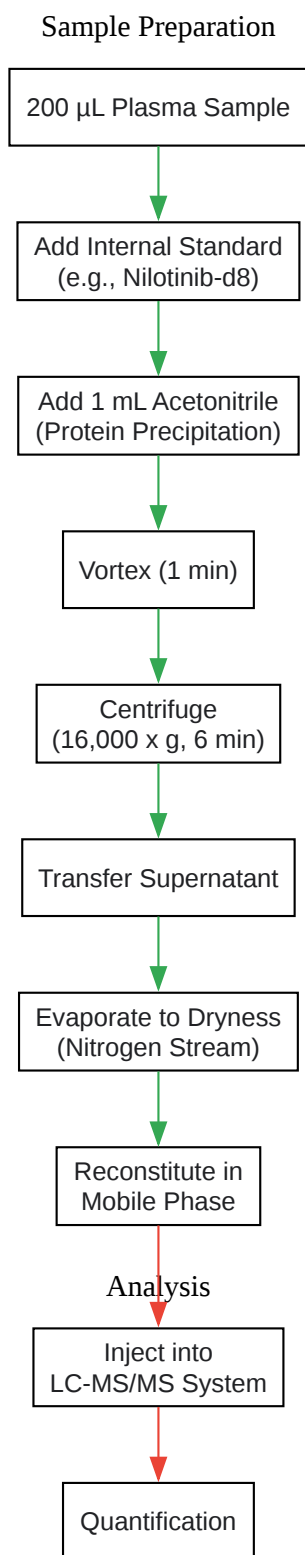 Sample Preparation
200 µL Plasma Sample
Add Internal Standard
(e.g., Nilotinib-d8)
Add 1 mL Acetonitrile
(Protein Precipitation)
Vortex (1 min)
Centrifuge
(16,000 x g, 6 min)
Transfer Supernatant
Evaporate to Dryness
(Nitrogen Stream)
Reconstitute in
Mobile Phase
Analysis
Inject into
LC-MS/MS System
Quantification